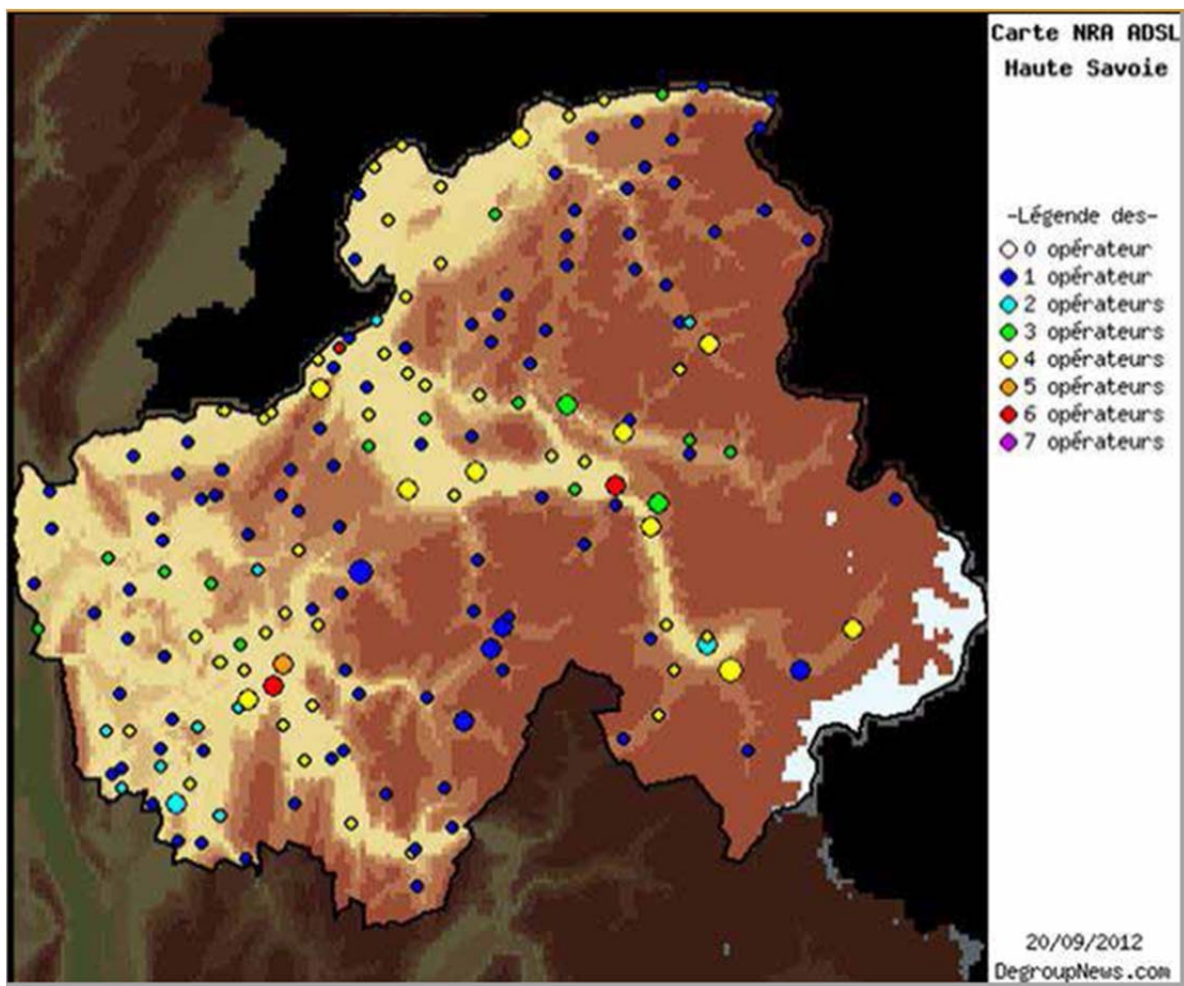 Carte NRA ADSL
Haute Savoie
-Légende des-
0 opérateur
1 opérateur
2 opérateurs
3 opérateurs
4 opérateurs
5 opérateurs
6 opérateurs
7 opérateurs
20/09/2012
DegroupNews.com